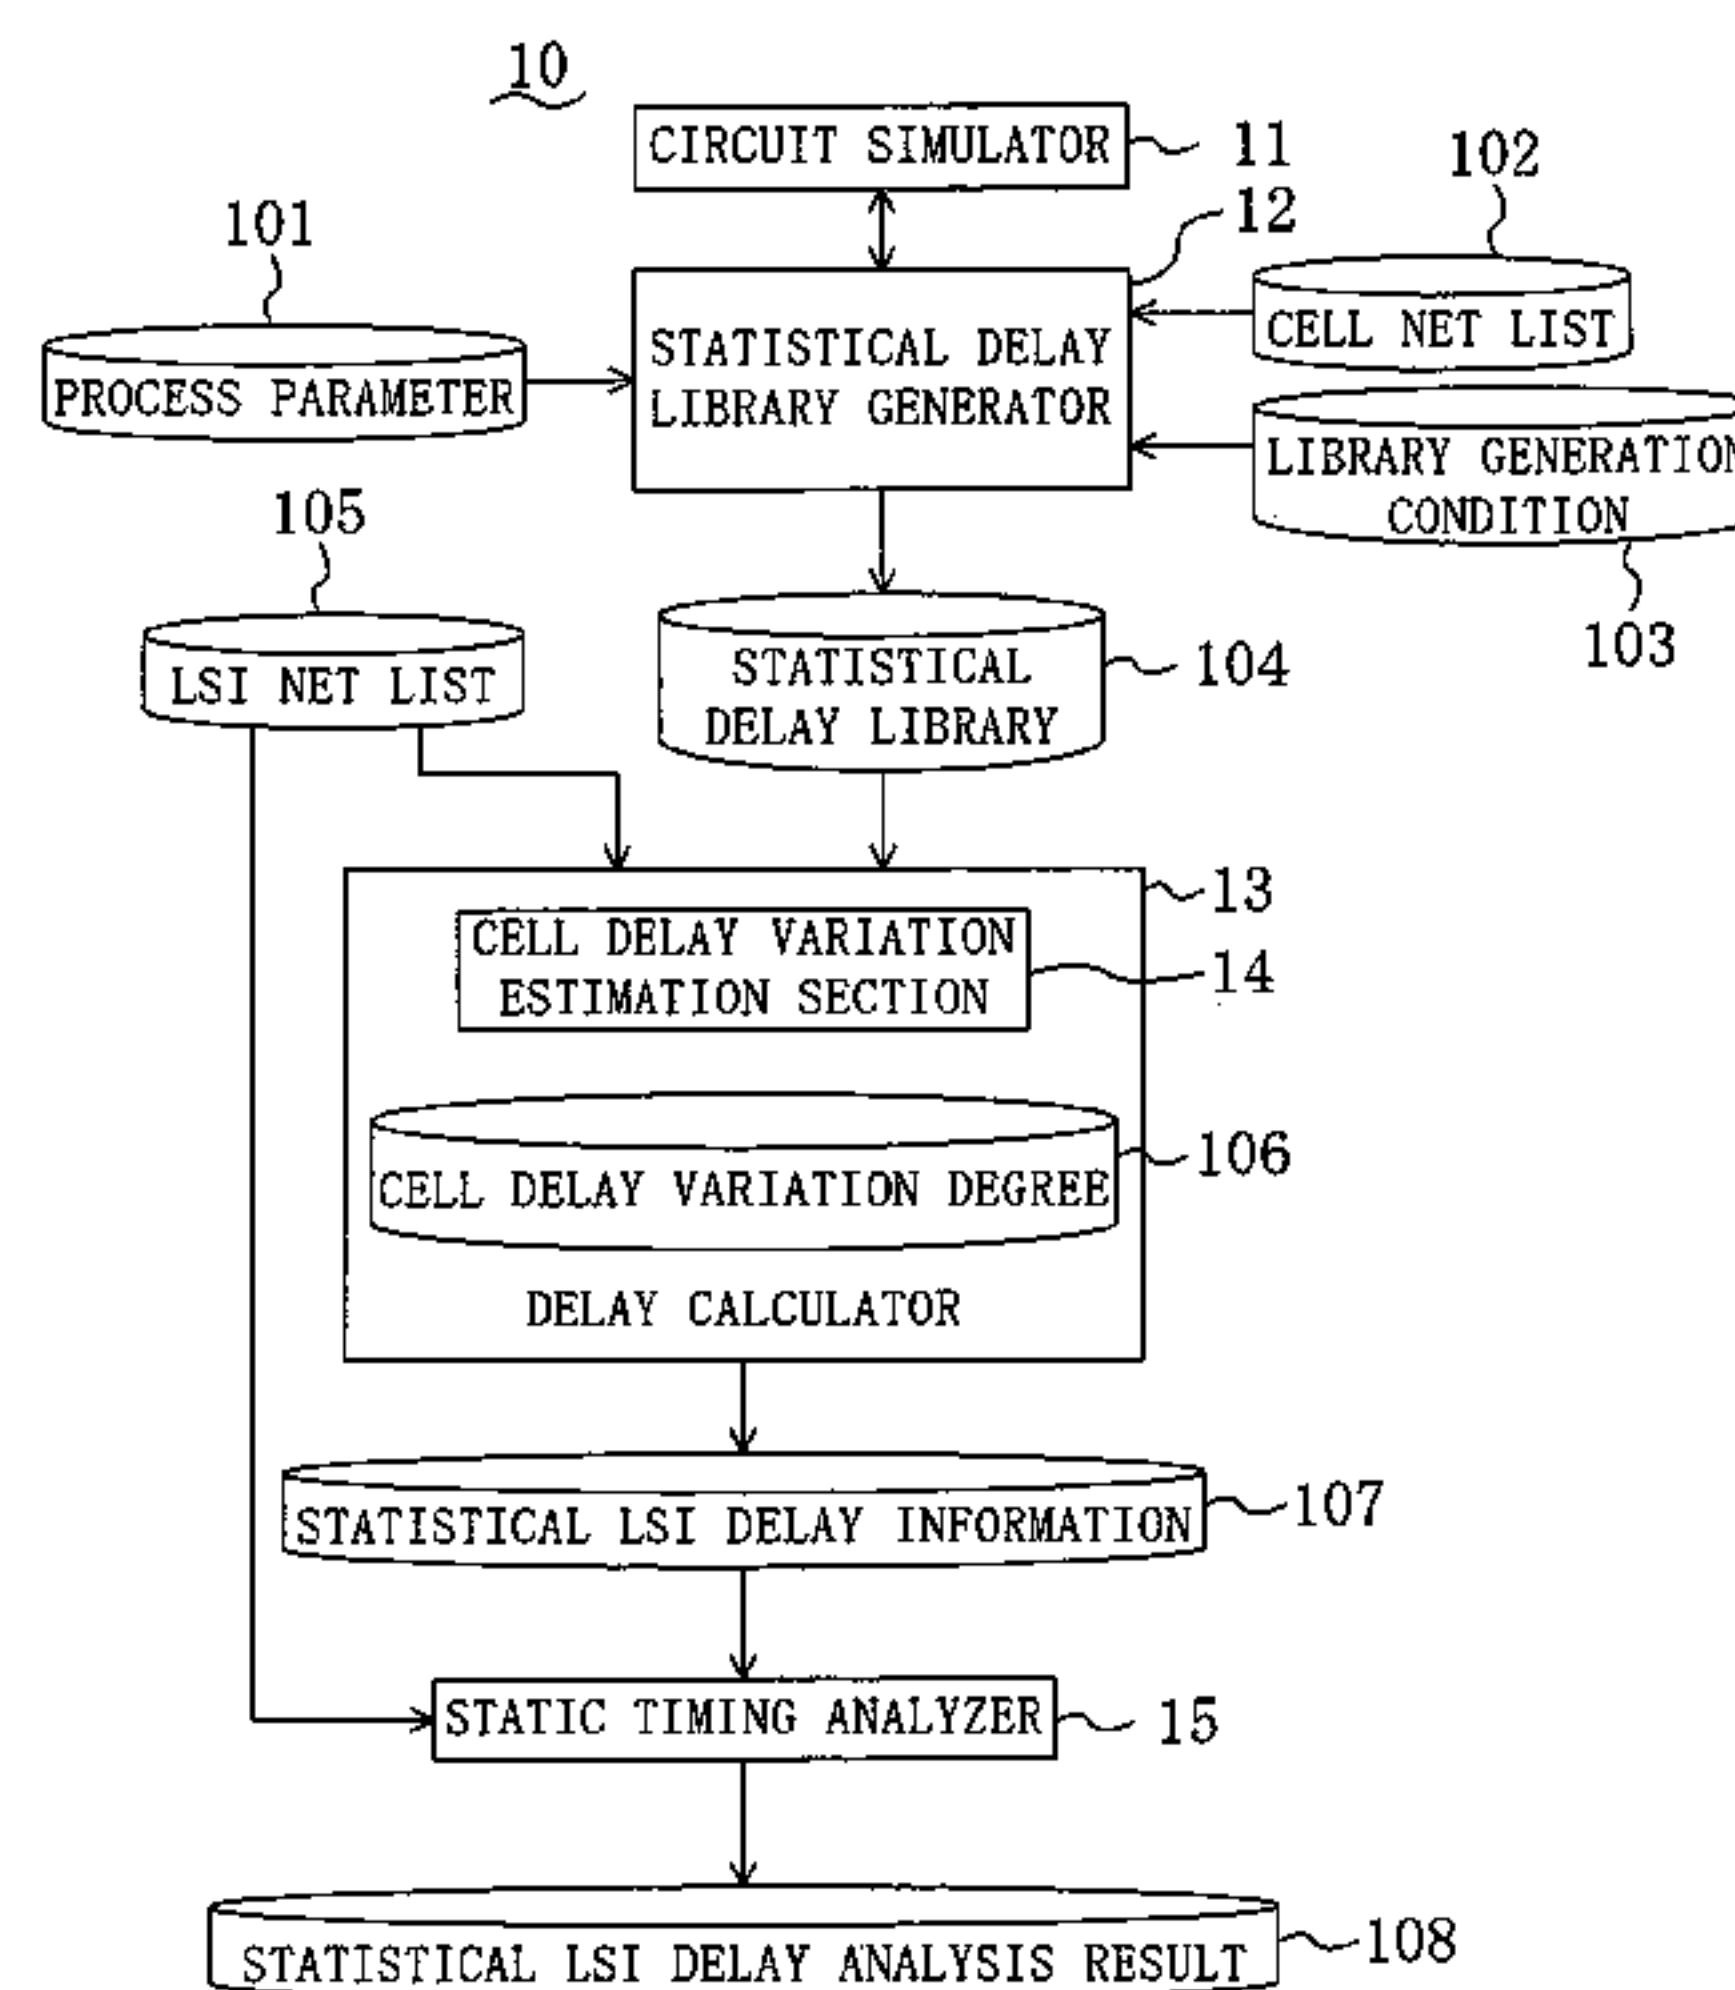 10
CIRCUIT SIMULATOR
11
102
12
101
CELL NET LIST
STATISTICAL DELAY
LIBRARY GENERATOR
PROCESS PARAMETER
LIBRARY GENERATION
CONDITION
105
103
LSI NET LIST
STATISTICAL
DELAY LIBRARY
104
13
CELL DELAY VARIATION
ESTIMATION SECTION
14
106
CELL DELAY VARIATION DEGREE
DELAY CALCULATOR
STATISTICAL LSI DELAY INFORMATION
107
STATIC TIMING ANALYZER
15
STATISTICAL LSI DELAY ANALYSIS RESULT
108